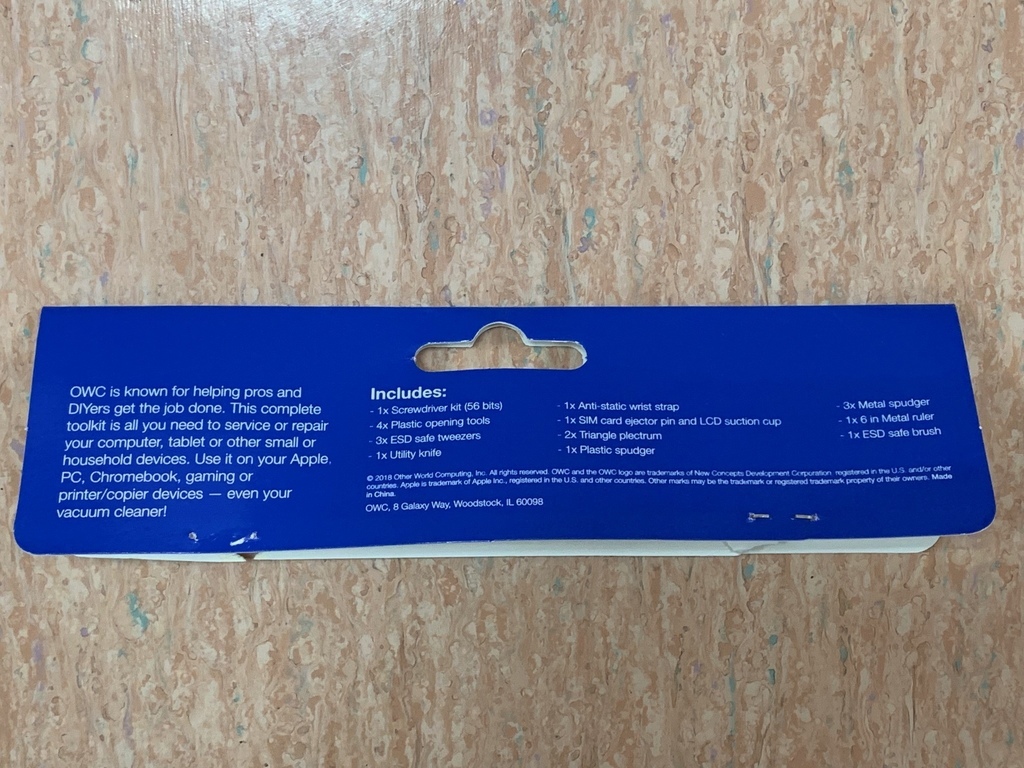 OWC is known for helping pros and
DIYers get the job done. This complete
toolkit is all you need to service or repair
your computer, tablet or other small or
household devices. Use it on your Apple,
PC, Chromebook, gaming or
printer/copier devices — even your
vacuum cleaner!
Includes:
- 1x Screwdriver kit (56 bits)
- 4x Plastic opening tools
- 3x ESD safe tweezers
- 1x Utility knife
- 1x Anti-static wrist strap
- 1x SIM card ejector pin and LCD suction cup
- 2x Triangle plectrum
- 1x Plastic spudger
- 3x Metal spudger
- 1x 6 in Metal ruler
- 1x ESD safe brush
© 2018 Other World Computing, Inc. All rights reserved. OWC and the OWC logo are trademarks of New Concepts Development Corporation, registered in the U.S. and/or other
countries. Apple is trademark of Apple Inc., registered in the U.S. and other countries. Other marks may be the trademark or registered trademark property of their owners. Made
in China.
OWC, 8 Galaxy Way, Woodstock, IL 60098